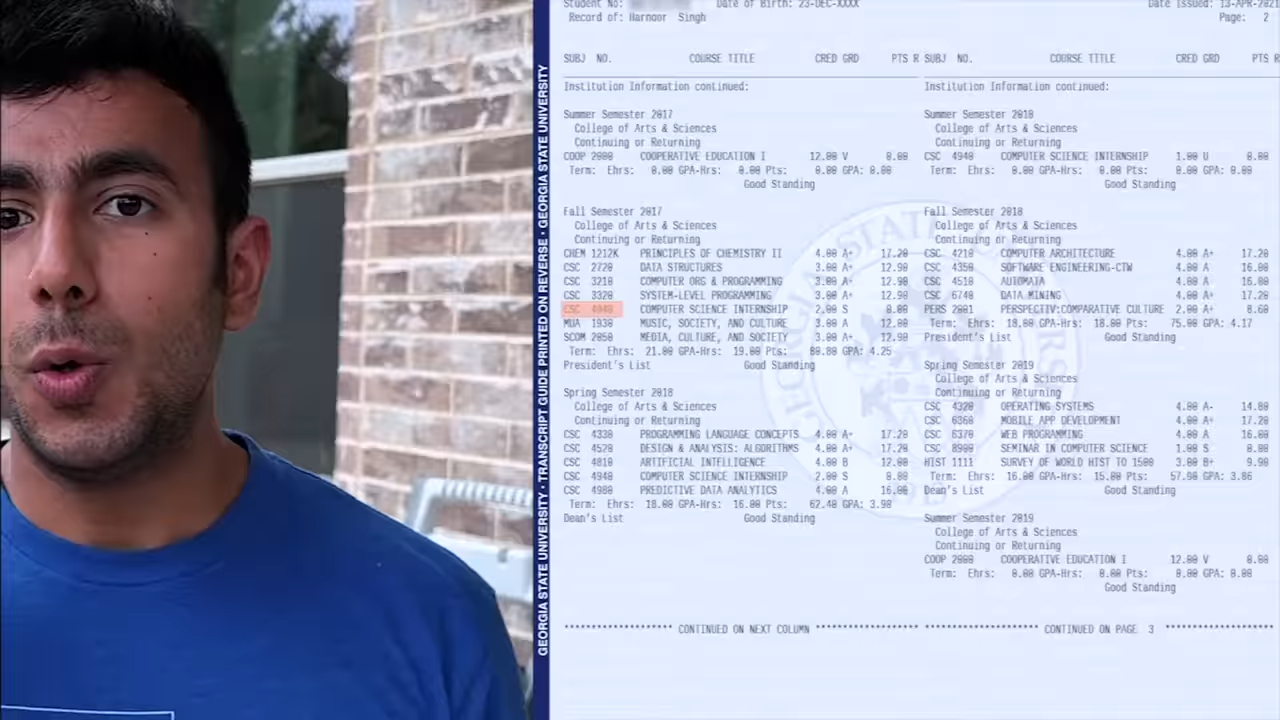 Student No:
Date of Birth: 23-DEC-XXXX
Date Issued: 13-APR-2021
Record of: Harnoor Singh
Page: 2
SUBJ NO. COURSE TITLE CRED GRD PTS R
Institution Information continued:
Summer Semester 2017
College of Arts & Sciences
Continuing or Returning
COOP 2000 COOPERATIVE EDUCATION I 12.00 V 0.00
Term: Ehrs: 0.00 GPA-Hrs: 0.00 Pts: 0.00 GPA: 0.00
Good Standing
Fall Semester 2017
College of Arts & Sciences
Continuing or Returning
CHEM 1212K PRINCIPLES OF CHEMISTRY II 4.00 A+ 17.20
CSC 2720 DATA STRUCTURES 3.00 A+ 12.90
CSC 3210 COMPUTER ORG & PROGRAMMING 3.00 A+ 12.90
CSC 3320 SYSTEM-LEVEL PROGRAMMING 3.00 A+ 12.90
CSC 4940 COMPUTER SCIENCE INTERNSHIP 2.00 S 0.00
MUA 1930 MUSIC, SOCIETY, AND CULTURE 3.00 A 12.00
SCOM 2050 MEDIA, CULTURE, AND SOCIETY 3.00 A+ 12.90
Term: Ehrs: 21.00 GPA-Hrs: 19.00 Pts: 80.80 GPA: 4.25
President's List Good Standing
Spring Semester 2018
College of Arts & Sciences
Continuing or Returning
CSC 4330 PROGRAMMING LANGUAGE CONCEPTS 4.00 A+ 17.20
CSC 4520 DESIGN & ANALYSIS: ALGORITHMS 4.00 A+ 17.20
CSC 4810 ARTIFICIAL INTELLIGENCE 4.00 B 12.00
CSC 4940 COMPUTER SCIENCE INTERNSHIP 2.00 S 0.00
CSC 4980 PREDICTIVE DATA ANALYTICS 4.00 A 16.00
Term: Ehrs: 18.00 GPA-Hrs: 16.00 Pts: 62.40 GPA: 3.90
Dean's List Good Standing
******************* CONTINUED ON NEXT COLUMN ******************
SUBJ NO. COURSE TITLE CRED GRD PTS R
Institution Information continued:
Summer Semester 2018
College of Arts & Sciences
Continuing or Returning
CSC 4940 COMPUTER SCIENCE INTERNSHIP 1.00 U 0.00
Term: Ehrs: 0.00 GPA-Hrs: 0.00 Pts: 0.00 GPA: 0.00
Good Standing
Fall Semester 2018
College of Arts & Sciences
Continuing or Returning
CSC 4210 COMPUTER ARCHITECTURE 4.00 A+ 17.20
CSC 4350 SOFTWARE ENGINEERING-CTW 4.00 A 16.00
CSC 4510 AUTOMATA 4.00 A+ 17.20
CSC 6740 DATA MINING 4.00 A+ 17.20
PERS 2001 PERSPECTIV:COMPARATIVE CULTURE 2.00 A+ 8.60
Term: Ehrs: 18.00 GPA-Hrs: 18.00 Pts: 75.00 GPA: 4.17
President's List Good Standing
Spring Semester 2019
College of Arts & Sciences
Continuing or Returning
CSC 4320 OPERATING SYSTEMS 4.00 A- 14.80
CSC 6360 MOBILE APP DEVELOPMENT 4.00 A+ 17.20
CSC 6370 WEB PROGRAMMING 4.00 A 16.00
CSC 8900 SEMINAR IN COMPUTER SCIENCE 1.00 S 0.00
HIST 1111 SURVEY OF WORLD HIST TO 1500 3.00 B+ 9.90
Term: Ehrs: 16.00 GPA-Hrs: 15.00 Pts: 57.90 GPA: 3.86
Dean's List Good Standing
Summer Semester 2019
College of Arts & Sciences
Continuing or Returning
COOP 2000 COOPERATIVE EDUCATION I 12.00 V 0.00
Term: Ehrs: 0.00 GPA-Hrs: 0.00 Pts: 0.00 GPA: 0.00
Good Standing
******************* CONTINUED ON PAGE 3 ******************
GEORGIA STATE UNIVERSITY • TRANSCRIPT GUIDE PRINTED ON REVERSE • GEORGIA STATE UNIVERSITY